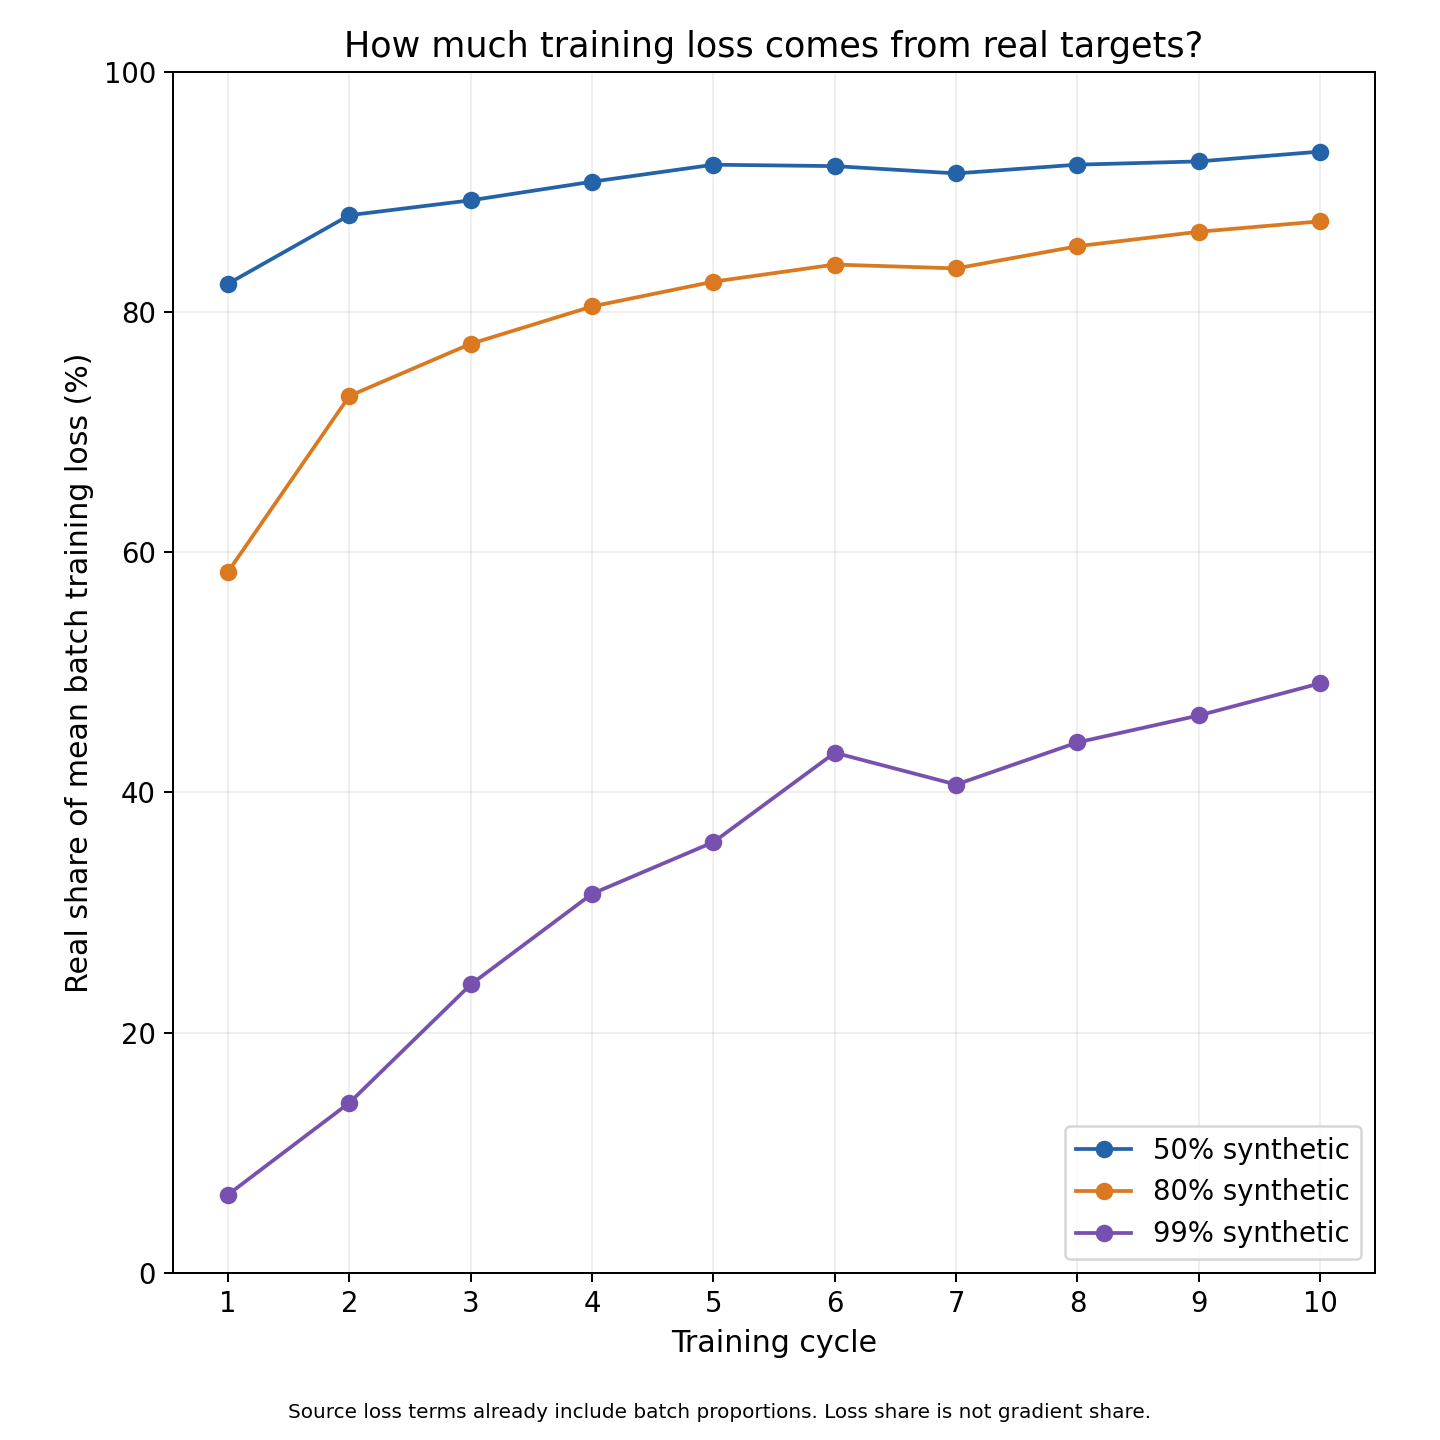 How much training loss comes from real targets?
Real share of mean batch training loss (%)
100
80
60
40
20
0
1 2 3 4 5 6 7 8 9 10
Training cycle
50% synthetic
80% synthetic
99% synthetic
Source loss terms already include batch proportions. Loss share is not gradient share.